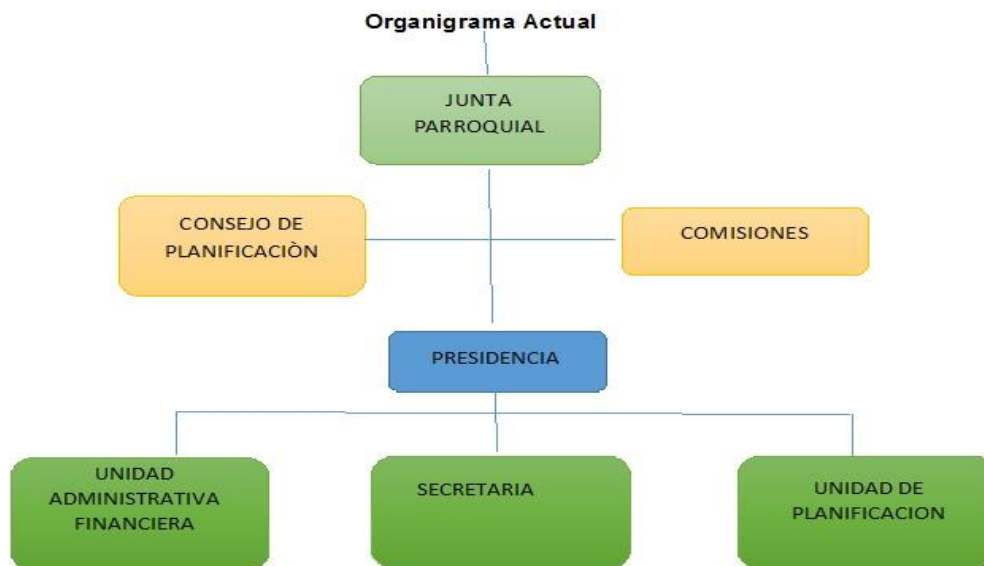 Organigrama Actual
JUNTA
PARROQUIAL
CONSEJO DE
PLANIFICACIÒN
COMISIONES
PRESIDENCIA
UNIDAD
ADMINISTRATIVA
FINANCIERA
SECRETARIA
UNIDAD DE
PLANIFICACION